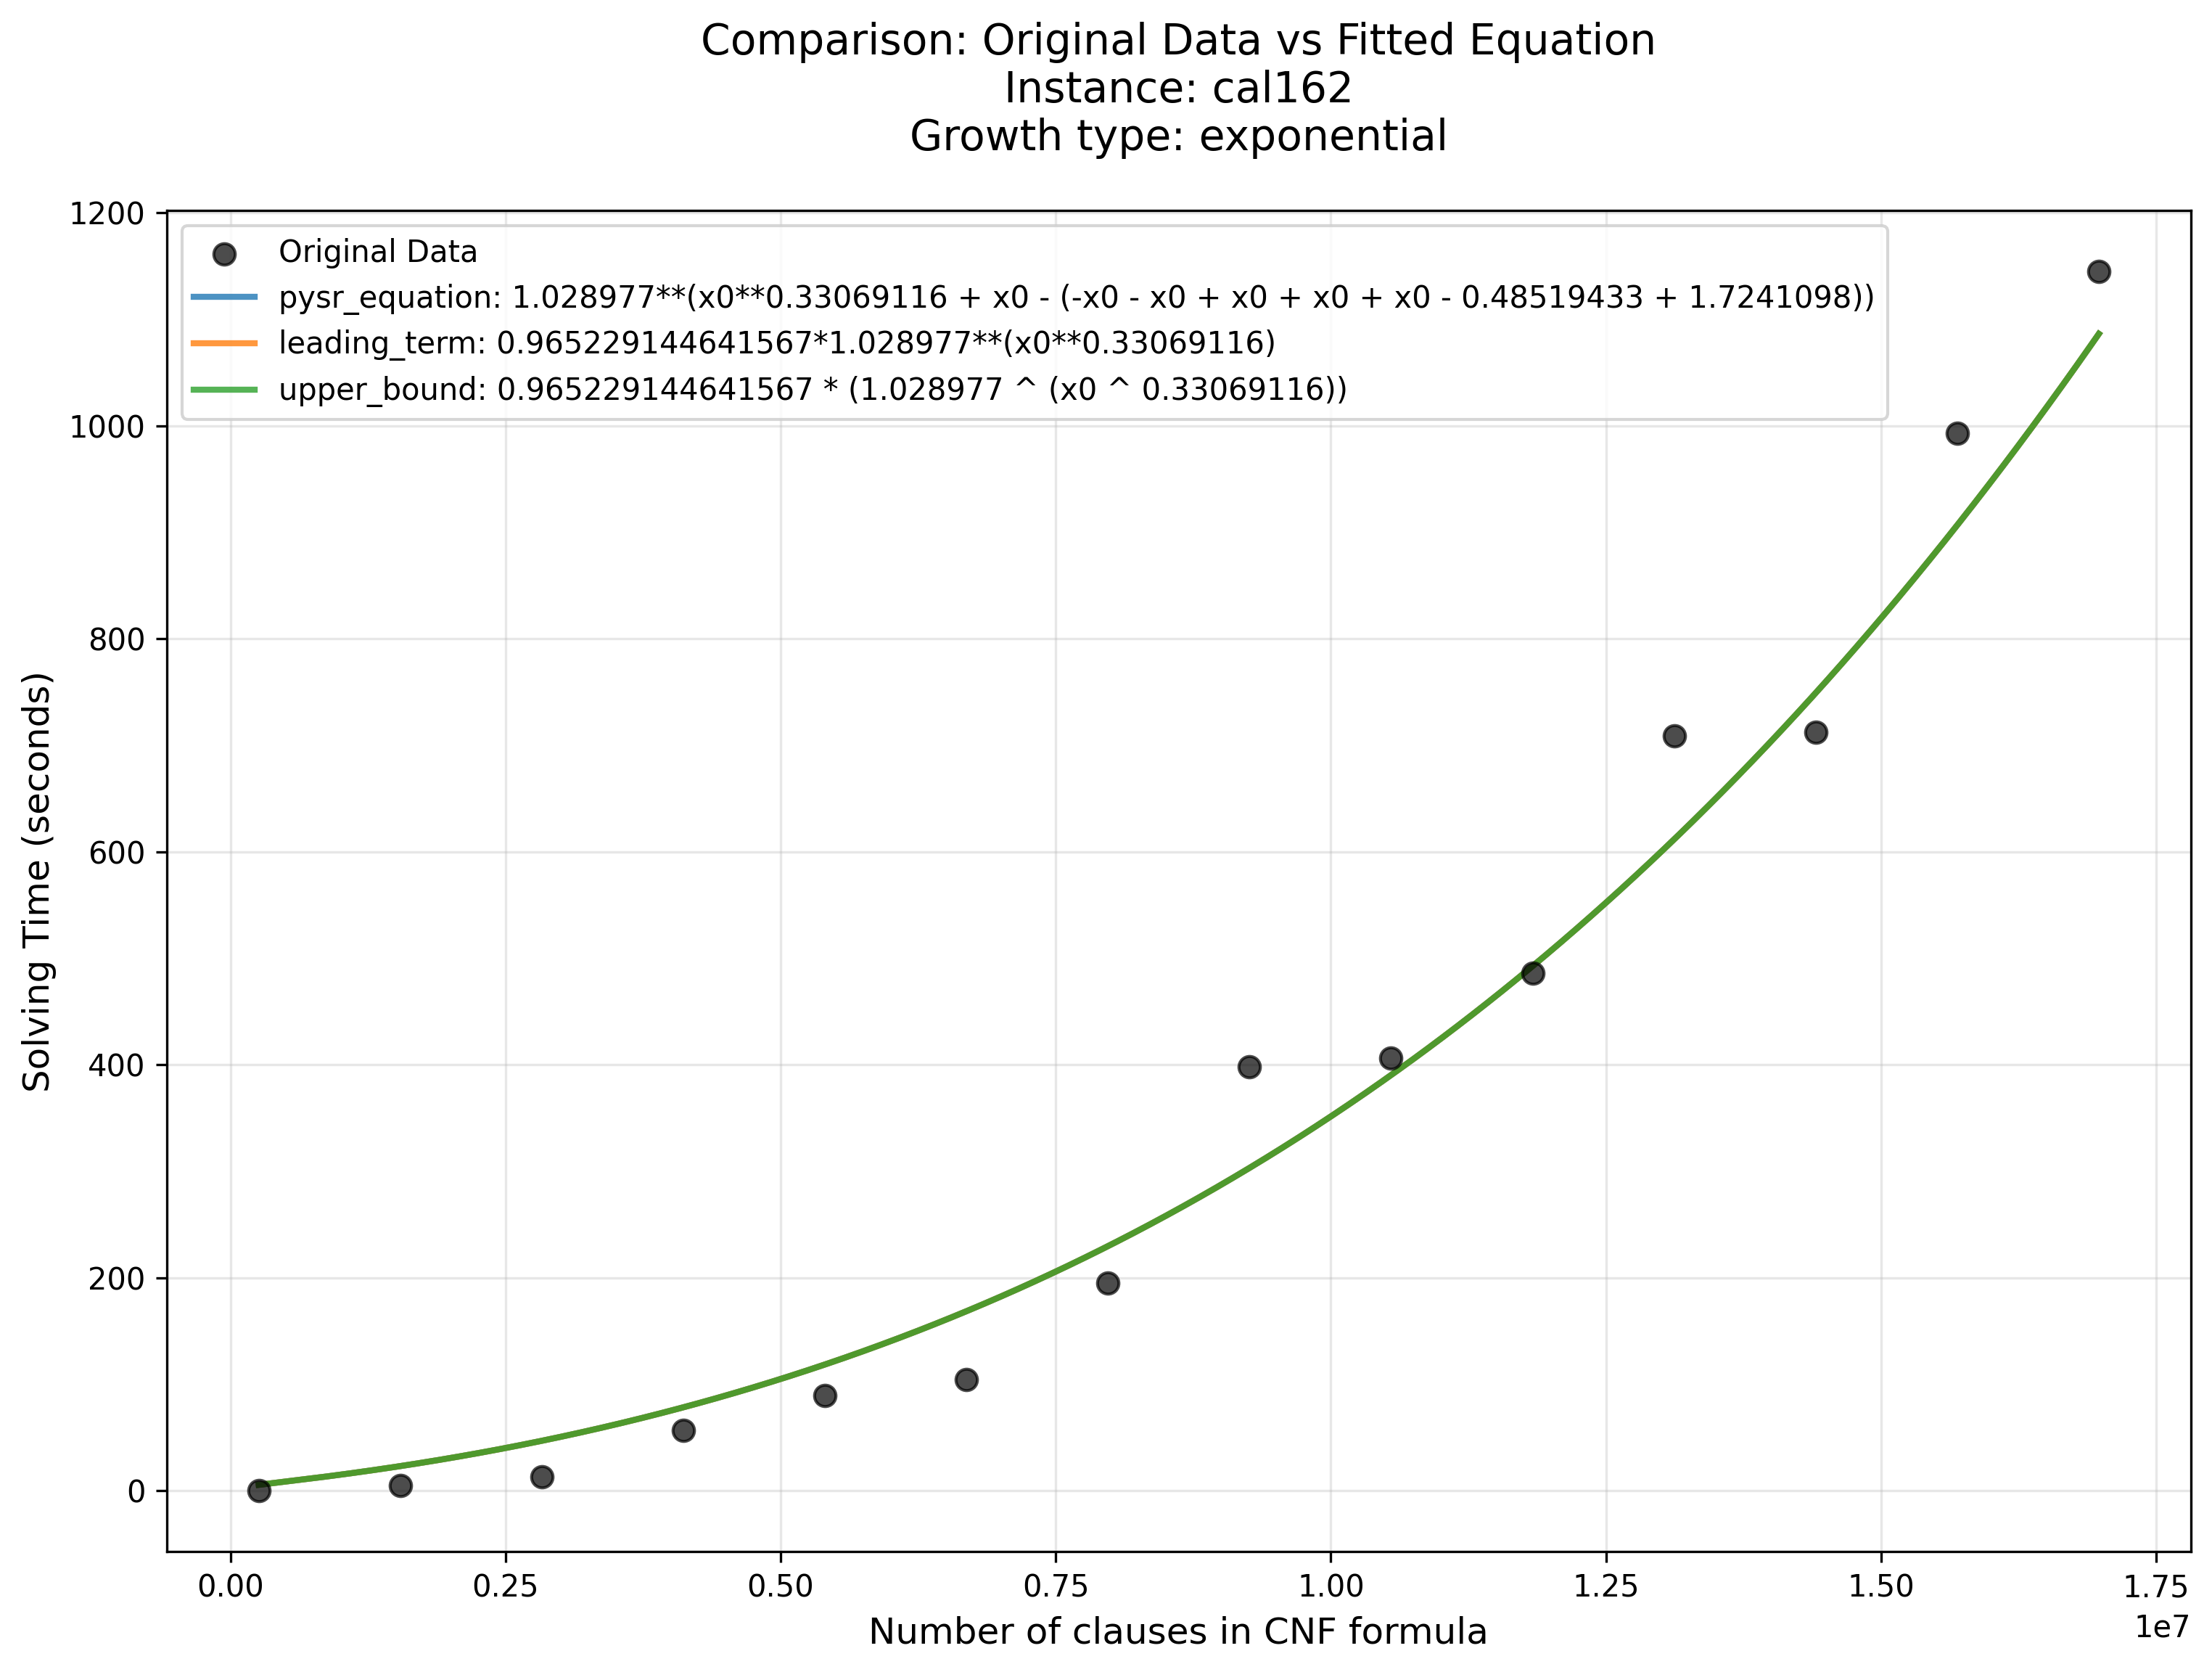 Comparison: Original Data vs Fitted Equation
Instance: cal162
Growth type: exponential
1200
1000
800
600
400
200
0
Solving Time (seconds)
Original Data
pysr_equation: 1.028977**(x0**0.33069116 + x0 - (-x0 - x0 + x0 + x0 + x0 - 0.48519433 + 1.7241098))
leading_term: 0.965229144641567*1.028977**(x0**0.33069116)
upper_bound: 0.965229144641567 * (1.028977 ^ (x0 ^ 0.33069116))
0.00 0.25 0.50 0.75 1.00 1.25 1.50 1.75
1e7
Number of clauses in CNF formula